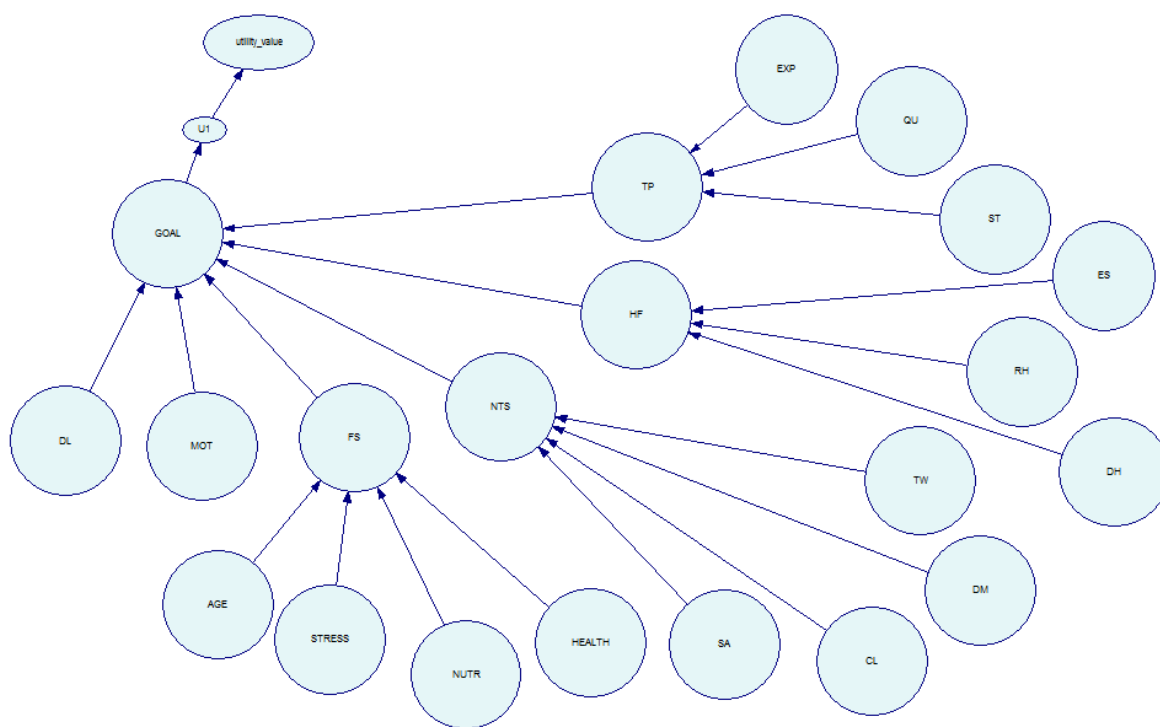 utility_value
EXP
QU
U1
TP
ST
GOAL
ES
HF
RH
NTS
DL
MOT
FS
TW
DH
DM
AGE
STRESS
HEALTH
SA
CL
NUTR